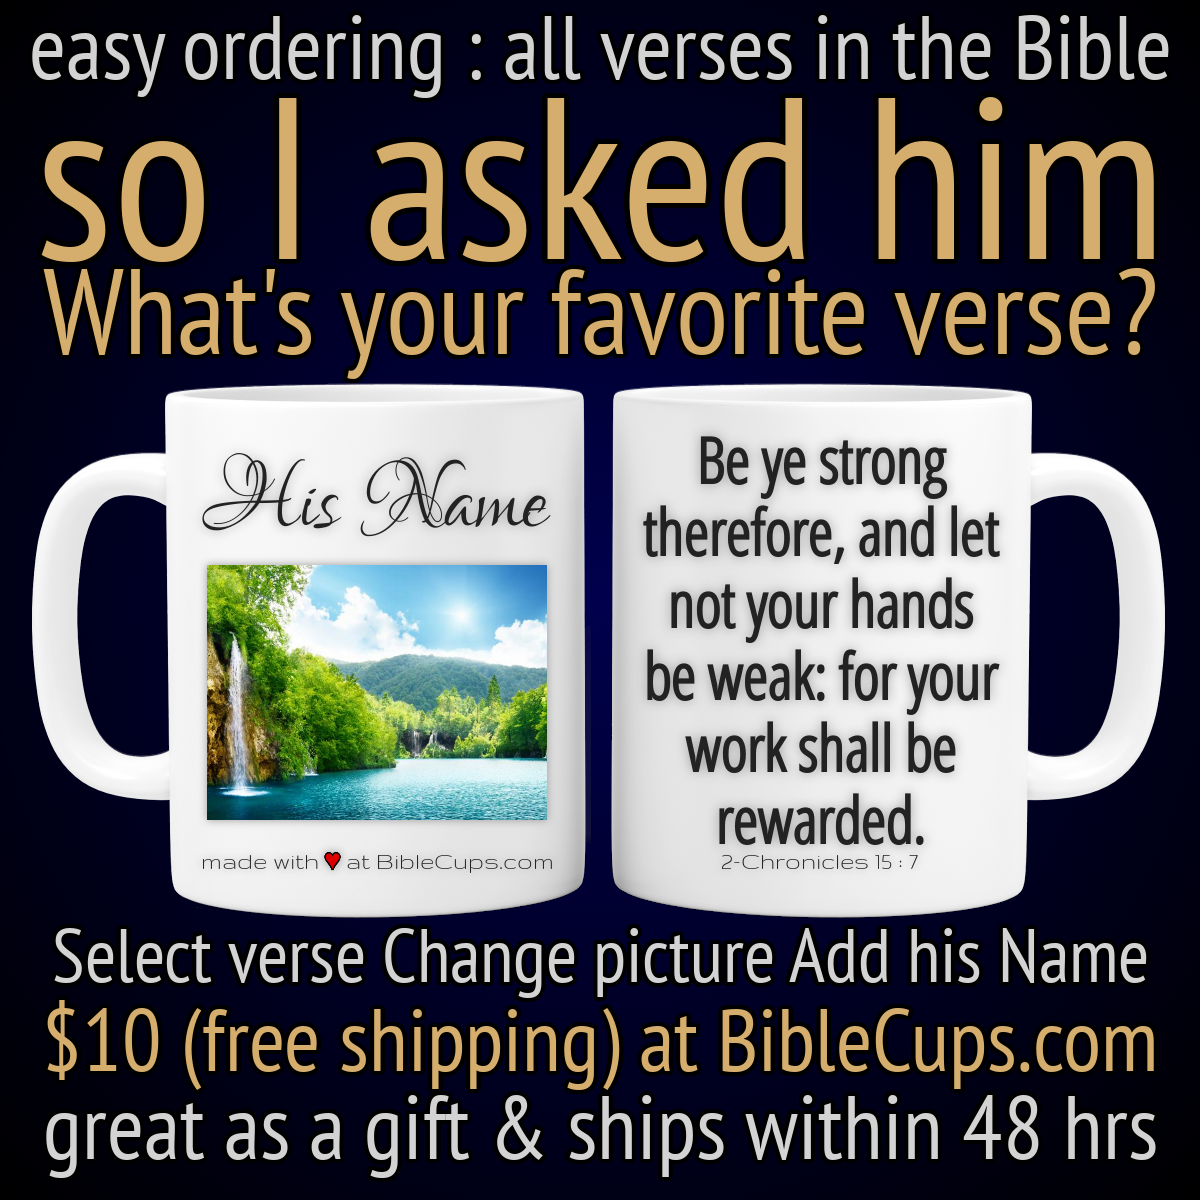 easy ordering : all verses in the Bible
so I asked him
What's your favorite verse?
His Name
made with ♥ at BibleCups.com
Be ye strong
therefore, and let
not your hands
be weak: for your
work shall be
rewarded.
2-Chronicles 15 : 7
Select verse Change picture Add his Name
$10 (free shipping) at BibleCups.com
great as a gift & ships within 48 hrs